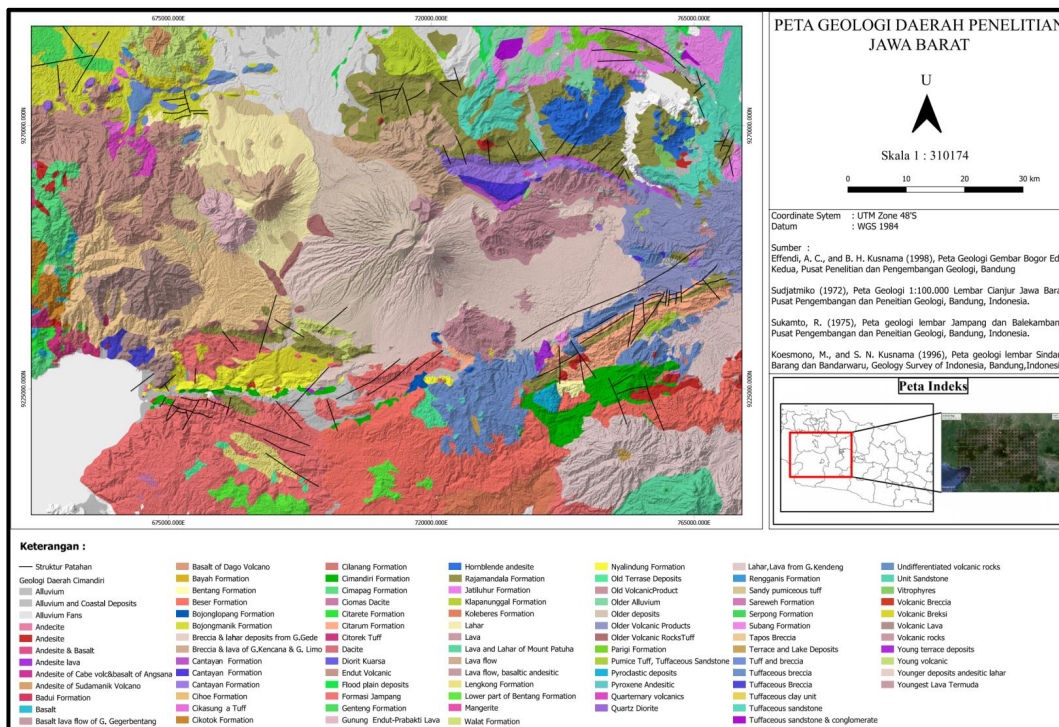 PETA GEOLOGI DAERAH PENELITIAN
JAWA BARAT
U
Skala 1 : 310174
0 10 20 30 km
Coordinate Sytem : UTM Zone 48'S
Datum : WGS 1984
Sumber :
Effendi, A. C., and B. H. Kusnama (1998), Peta Geologi Gembar Bogor Ed
Kedua, Pusat Penelitian dan Pengembangan Geologi, Bandung
Sudjatmiko (1972), Peta Geologi 1:100.000 Lembar Cianjur Jawa Bara
Pusat Pengembangan dan Peneitian Geologi, Bandung, Indonesia.
Sukamto, R. (1975), Peta geologi lembar Jampang dan Balekamban
Pusat Pengembangan dan Peneitian Geologi, Bandung, Indonesia.
Koesmono, M., and S. N. Kusnama (1996), Peta geologi lembar Sindan
Barang dan Bandarwaru, Geology Survey of Indonesia, Bandung,Indonesi
Peta Indeks
675000.000E 720000.000E 765000.000E
9270000.000N 9270000.000N
9225000.000N 9225000.000N
675000.000E 720000.000E 765000.000E
Keterangan :
Struktur Patahan
Geologi Daerah Cimandiri
Alluvium
Alluvium and Coastal Deposits
Alluvium Fans
Andecite
Andesite
Andesite & Basalt
Andesite lava
Andesite of Cabe volc&basalt of Angsana
Andesite of Sudamanik Volcano
Badui Formation
Basalt
Basalt lava flow of G. Gegerbentang
Basalt of Dago Volcano
Bayah Formation
Bentang Formation
Beser Formation
Bojonglopang Formation
Bojongmanik Formation
Breccia & lahar deposits from G.Gede
Breccia & lava of G.Kencana & G. Limo
Cantayan Formation
Cantayan Formation
Cantayan Formation
Cihoe Formation
Cikasung a Tuff
Cikotok Formation
Cilanang Formation
Cimandiri Formation
Cimapag Formation
Ciomas Dacite
Citarete Formation
Citarum Formation
Citorek Tuff
Dacite
Diorit Kuarsa
Endut Volcanic
Flood plain deposits
Formasi Jampang
Genteng Formation
Gunung Endut-Prabakti Lava
Hornblende andesite
Rajamandala Formation
Jatiluhur Formation
Klapanunggal Formation
Koleberes Formation
Lahar
Lava
Lava and Lahar of Mount Patuha
Lava flow
Lava flow, basaltic andesitic
Lengkong Formation
Lower part of Bentang Formation
Mangerite
Walat Formation
Nyalindung Formation
Old Terrase Deposits
Old VolcanicProduct
Older Alluvium
Older deposits
Older Volcanic Products
Older Volcanic RocksTuff
Parigi Formation
Pumice Tuff, Tuffaceous Sandstone
Pyrodastic deposits
Pyroxene Andesitic
Quarternary volcanics
Quartz Diorite
Lahar,Lava from G.Kendeng
Rengganis Formation
Sandy pumiceous tuff
Sareweh Formation
Serpong Formation
Subang Formation
Tapos Breccia
Terrace and Lake Deposits
Tuff and breccia
Tuffaceous breccia
Tuffaceous Breccia
Tuffaceous clay unit
Tuffaceous sandstone
Tuffaceous sandstone & conglomerate
Undifferentiated volcanic rocks
Unit Sandstone
Vitrophyres
Volcanic Breccia
Volcanic Breksi
Volcanic Lava
Volcanic rocks
Young terrace deposits
Young volcanic
Younger deposits andesitic lahar
Youngest Lava Termuda